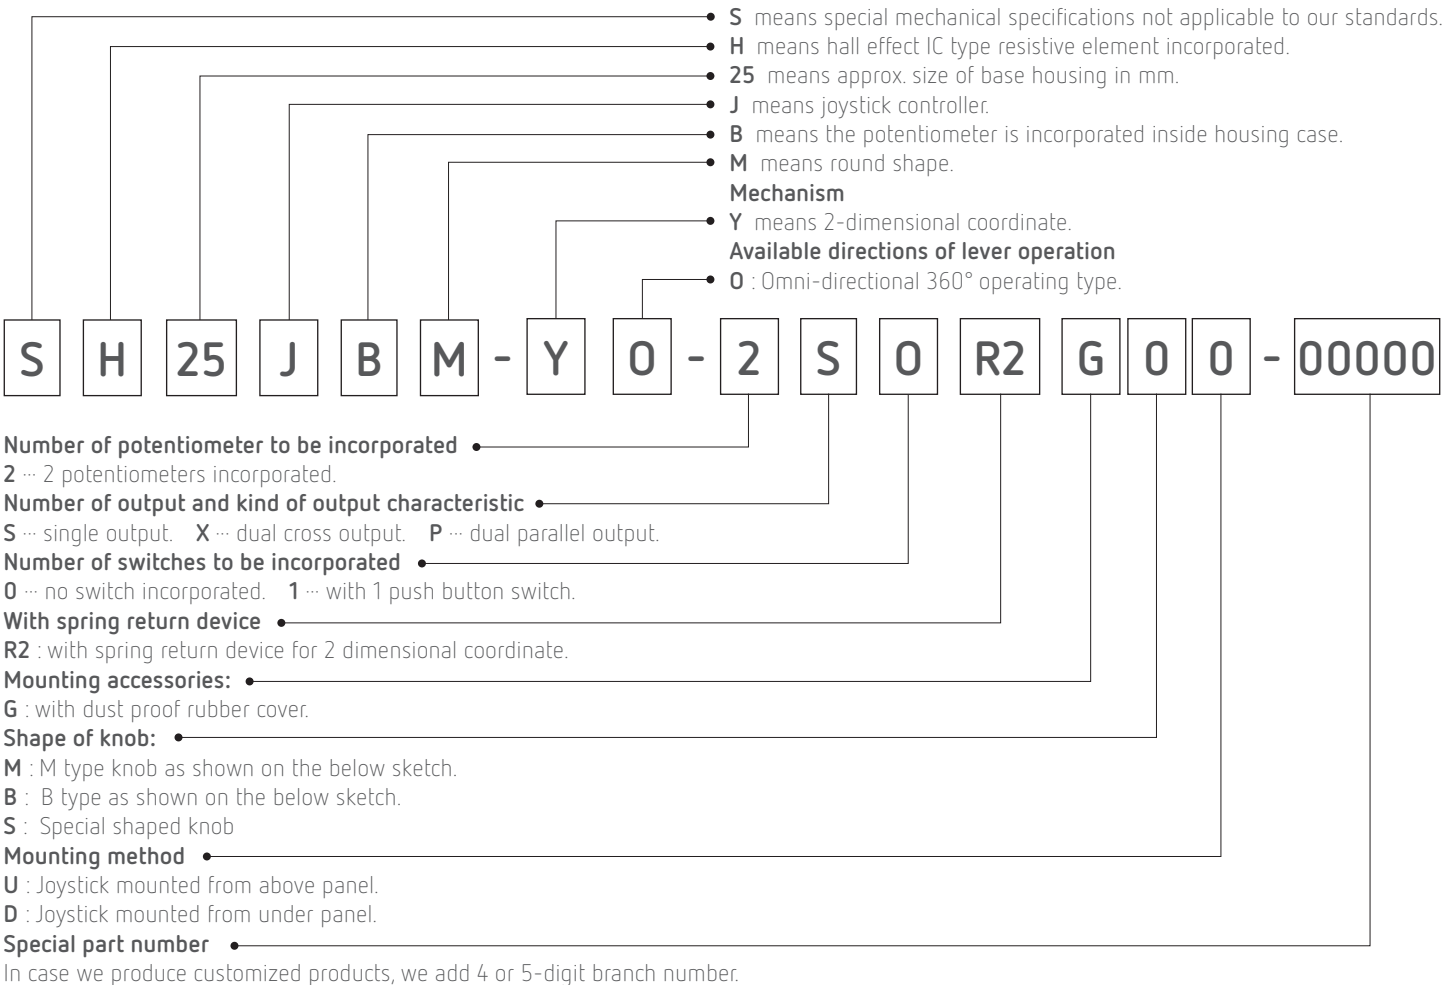 S means special mechanical specifications not applicable to our standards.
H means hall effect IC type resistive element incorporated.
25 means approx. size of base housing in mm.
J means joystick controller.
B means the potentiometer is incorporated inside housing case.
M means round shape.
Mechanism
Y means 2-dimensional coordinate.
Available directions of lever operation
O : Omni-directional 360° operating type.
S H 25 J B M - Y O - 2 S O R2 G 0 0 - 00000
Number of potentiometer to be incorporated
2 ··· 2 potentiometers incorporated.
Number of output and kind of output characteristic
S ··· single output. X ··· dual cross output. P ··· dual parallel output.
Number of switches to be incorporated
0 ··· no switch incorporated. 1 ··· with 1 push button switch.
With spring return device
R2 : with spring return device for 2 dimensional coordinate.
Mounting accessories:
G : with dust proof rubber cover.
Shape of knob:
M : M type knob as shown on the below sketch.
B : B type as shown on the below sketch.
S : Special shaped knob
Mounting method
U : Joystick mounted from above panel.
D : Joystick mounted from under panel.
Special part number
In case we produce customized products, we add 4 or 5-digit branch number.